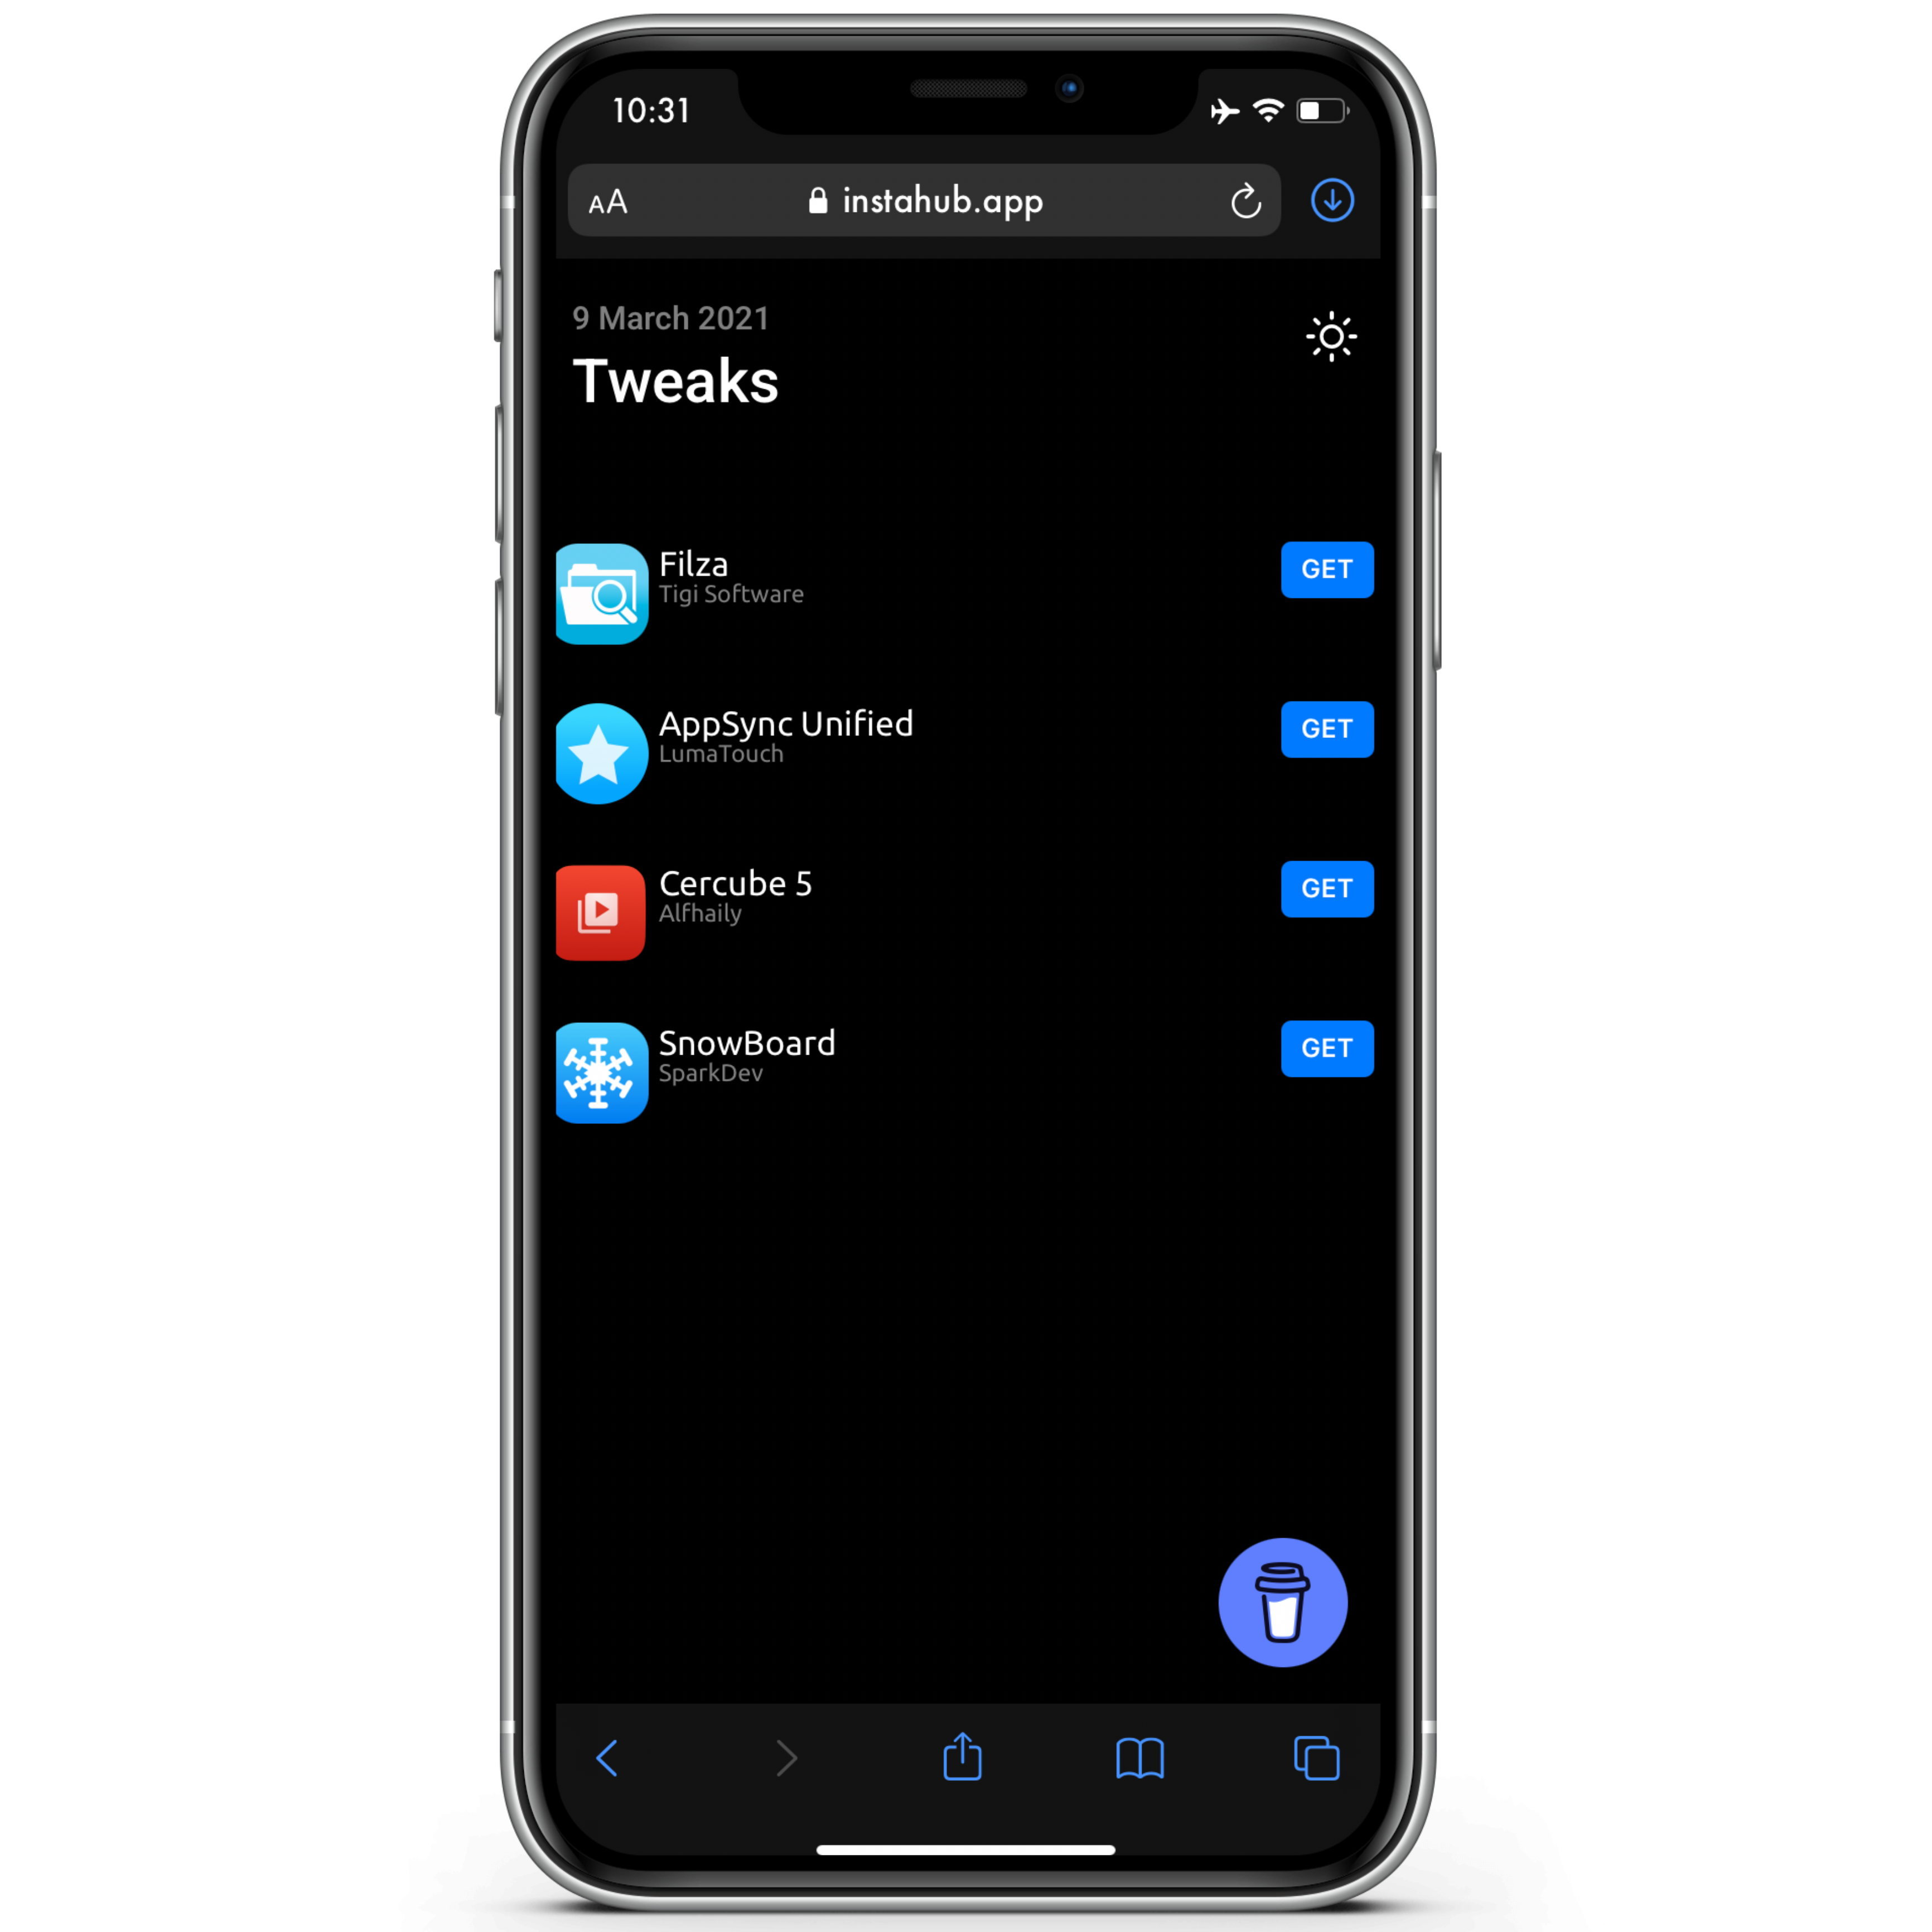 10:31
AA instahub.app
9 March 2021
Tweaks
Filza
Tigi Software
GET
AppSync Unified
LumaTouch
GET
Cercube 5
Alfhaily
GET
SnowBoard
SparkDev
GET